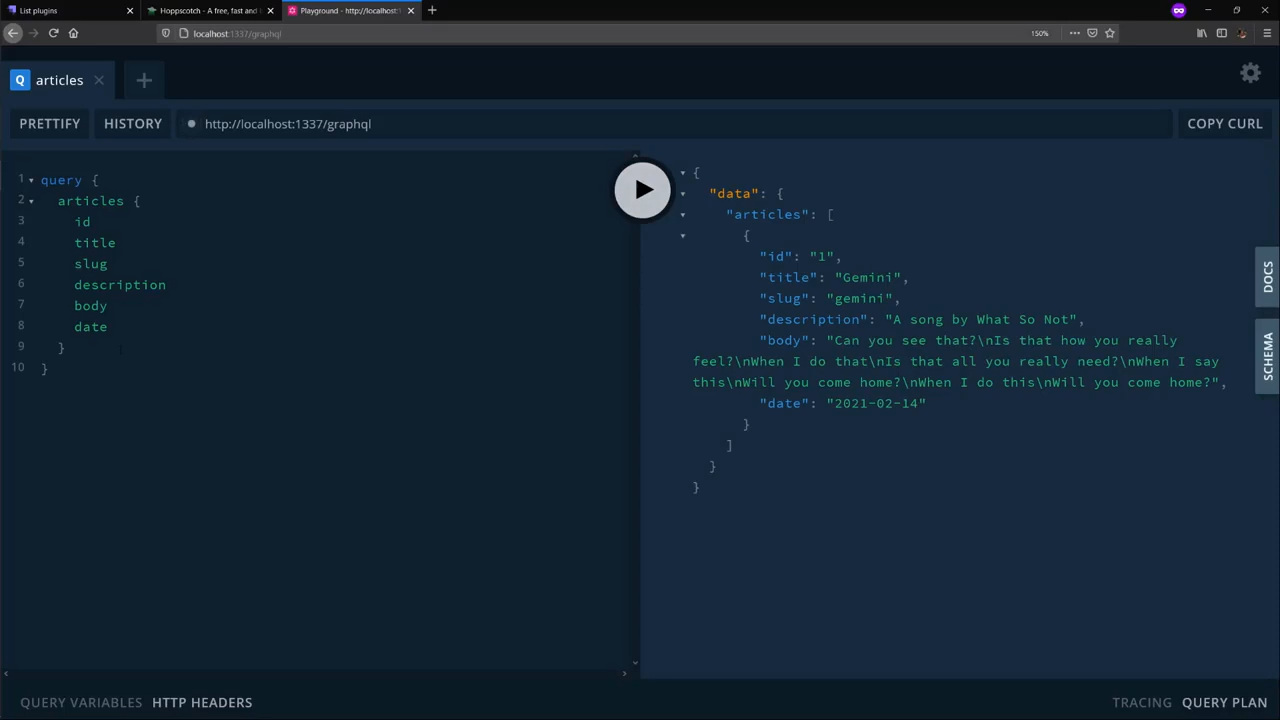 List plugins
Hoppscotch - A free, fast and b
Playground - http://localhost:1
localhost:1337/graphql
150%
Q articles
PRETTIFY
HISTORY
http://localhost:1337/graphql
COPY CURL
1 query {
2 articles {
3 id
4 title
5 slug
6 description
7 body
8 date
9 }
10 }
{
"data": {
"articles": [
{
"id": "1",
"title": "Gemini",
"slug": "gemini",
"description": "A song by What So Not",
"body": "Can you see that?\nIs that how you really
feel?\nWhen I do that\nIs that all you really need?\nWhen I say
this\nWill you come home?\nWhen I do this\nWill you come home?",
"date": "2021-02-14"
}
]
}
}
DOCS
SCHEMA
QUERY VARIABLES
HTTP HEADERS
TRACING
QUERY PLAN